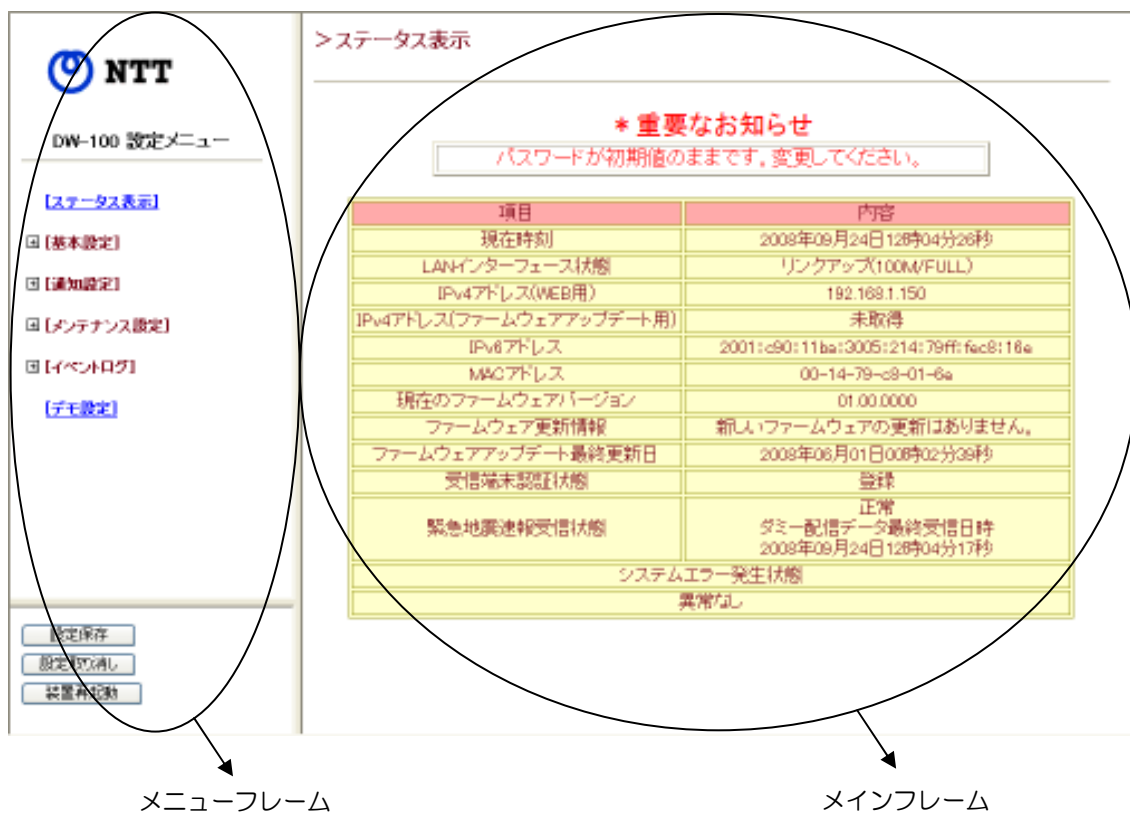 NTT
DW-100 設定メニュー
[ステータス表示]
[基本設定]
[通知設定]
[メンテナンス設定]
[イベントログ]
[デモ設定]
設定保存
設定取り消し
装置再起動
>ステータス表示
*重要なお知らせ
パスワードが初期値のままです。変更してください。
項目 内容
現在時刻 2008年09月24日12時04分26秒
LANインターフェース状態 リンクアップ(100M/FULL)
IPv4アドレス(WEB用) 192.168.1.150
IPv4アドレス(ファームウェアアップデート用) 未取得
IPv6アドレス 2001:c90:11ba:3005:214:79ff:fec8:16e
MACアドレス 00-14-79-c8-01-6e
現在のファームウェアバージョン 01.00.0000
ファームウェア更新情報 新しいファームウェアの更新はありません。
ファームウェアアップデート最終更新日 2008年06月01日00時02分39秒
受信端末認証状態 登録
緊急地震速報受信状態 正常
ダミー配信データ最終受信日時
2008年09月24日12時04分17秒
システムエラー発生状態
異常なし
メニューフレーム
メインフレーム